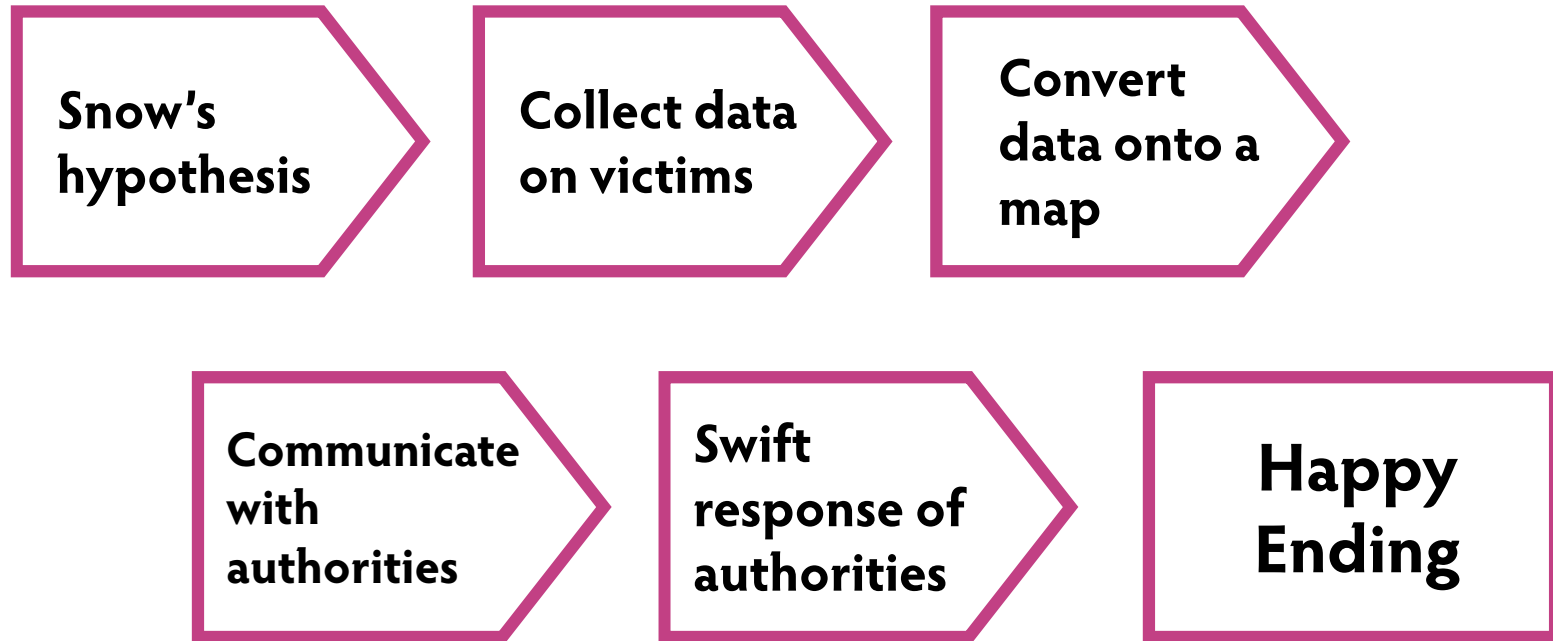 Snow’s
hypothesis
Collect data
on victims
Convert
data onto a
map
Communicate
with
authorities
Swift
response of
authorities
Happy
Ending